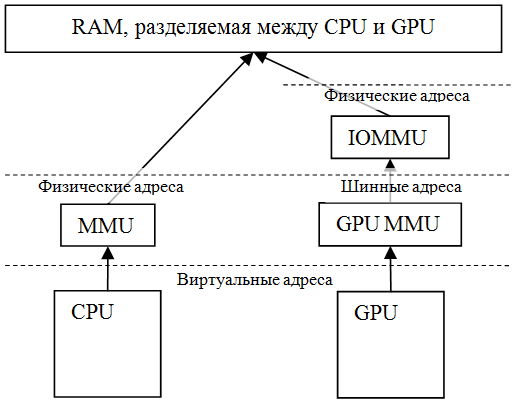 RAM, разделяемая между CPU и GPU
Физические адреса
IOMMU
Физические адреса
Шинные адреса
MMU
GPU MMU
Виртуальные адреса
CPU
GPU